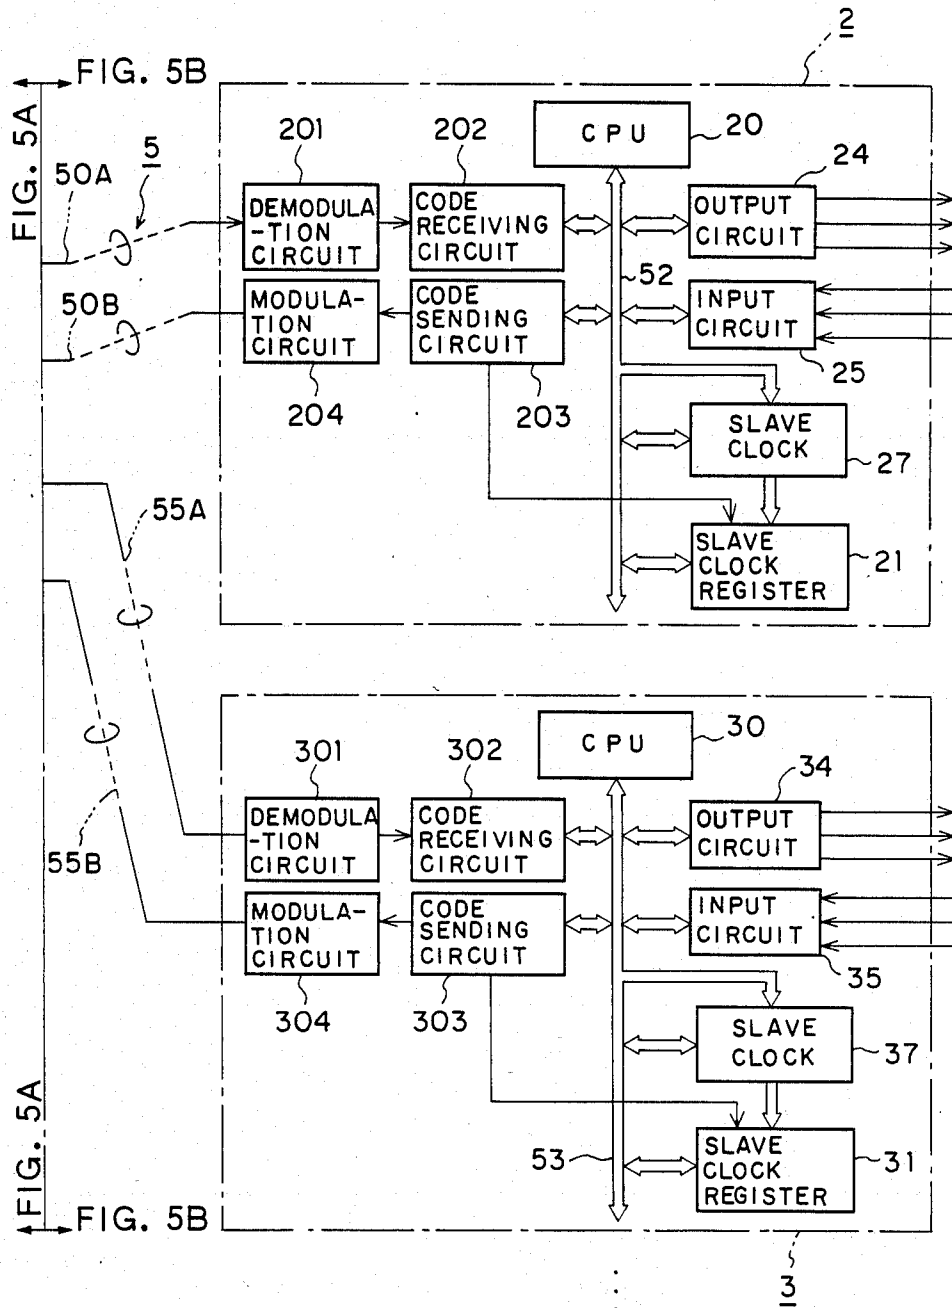 2
FIG. 5B
FIG. 5A
5
50A
50B
201
202
CPU
20
24
DEMODULA
-TION
CIRCUIT
CODE
RECEIVING
CIRCUIT
OUTPUT
CIRCUIT
52
MODULA-
TION
CIRCUIT
CODE
SENDING
CIRCUIT
INPUT
CIRCUIT
25
204
203
SLAVE
CLOCK
27
55A
SLAVE
CLOCK
REGISTER
21
CPU
30
301
302
34
DEMODULA
-TION
CIRCUIT
CODE
RECEIVING
CIRCUIT
OUTPUT
CIRCUIT
55B
MODULA-
TION
CIRCUIT
CODE
SENDING
CIRCUIT
INPUT
CIRCUIT
35
304
303
SLAVE
CLOCK
37
53
SLAVE
CLOCK
REGISTER
31
FIG. 5A
FIG. 5B
3